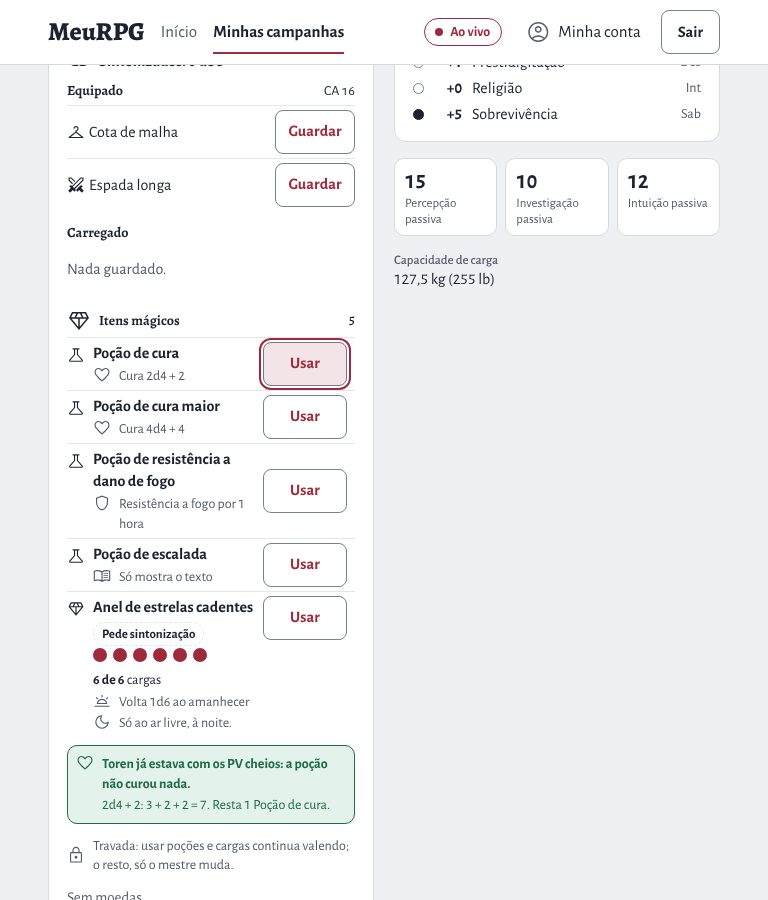 MeuRPG
Início
Minhas campanhas
Ao vivo
Minha conta
Sair
Equipado
CA 16
Cota de malha
Guardar
Espada longa
Guardar
Carregado
Nada guardado.
Itens mágicos
5
Poção de cura
Cura 2d4 + 2
Usar
Poção de cura maior
Cura 4d4 + 4
Usar
Poção de resistência a
dano de fogo
Resistência a fogo por 1
hora
Usar
Poção de escalada
Só mostra o texto
Usar
Anel de estrelas cadentes
Usar
Pede sintonização
6 de 6 cargas
Volta 1d6 ao amanhecer
Só ao ar livre, à noite.
Toren já estava com os PV cheios: a poção
não curou nada.
2d4 + 2: 3 + 2 + 2 = 7. Resta 1 Poção de cura.
Travada: usar poções e cargas continua valendo;
o resto, só o mestre muda.
Sem moedas
Prestidigitação
+0 Religião
Int
+5 Sobrevivência
Sab
15
Percepção
passiva
10
Investigação
passiva
12
Intuição passiva
Capacidade de carga
127,5 kg (255 lb)